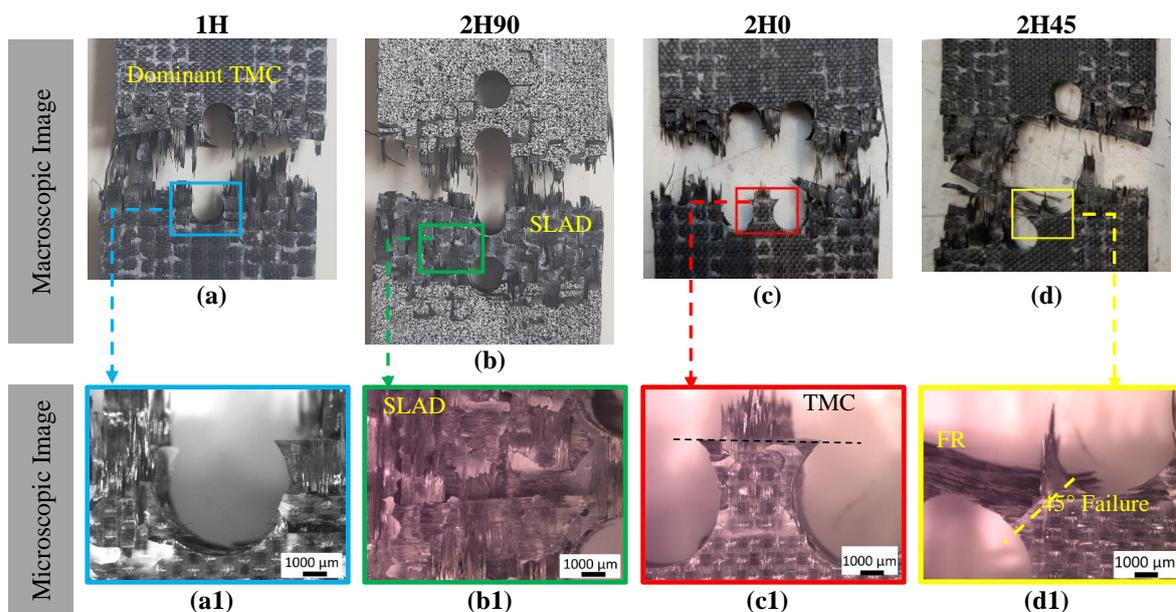 1H
2H90
2H0
2H45
Macroscopic Image
Dominant TMC
SLAD
(a)
(b)
(c)
(d)
Microscopic Image
SLAD
TMC
FR
45° Failure
1000 µm
1000 µm
1000 µm
1000 µm
(a1)
(b1)
(c1)
(d1)